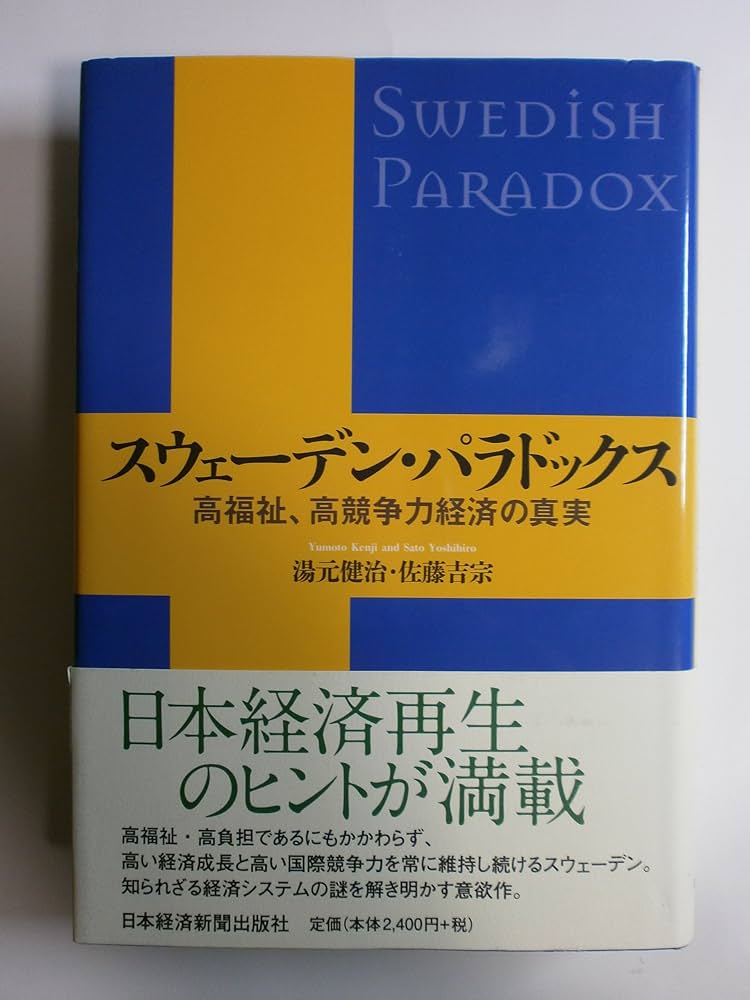 SWEDISH
PARADOX
スウェーデン・パラドックス
高福祉、高競争力経済の真実
Yumoto Kenji and Sato Yoshihiro
湯元健治・佐藤吉宗
日本経済再生
のヒントが満載
高福祉・高負担であるにもかかわらず、
高い経済成長と高い国際競争力を常に維持し続けるスウェーデン。
知られざる経済システムの謎を解き明かす意欲作。
日本経済新聞出版社 定価(本体2,400円+税)